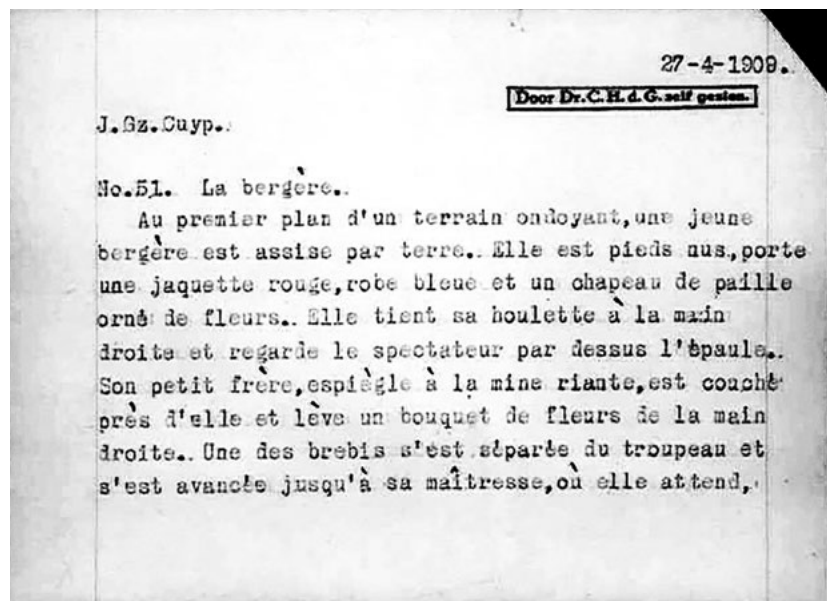 27-4-1909.
Door Dr. C. H. d. G. zelf gezien.
J.Gz.Cuyp.
No.51. La bergère.
Au premier plan d'un terrain ondoyant,une jeune
bergère est assise par terre. Elle est pieds nus,porte
une jaquette rouge,robe bleue et un chapeau de paille
orné de fleurs. Elle tient sa houlette à la main
droite et regarde le spectateur par dessus l'épaule.
Son petit frère,espiègle à la mine riante,est couché
près d'elle et lève un bouquet de fleurs de la main
droite. Une des brebis s'est séparée du troupeau et
s'est avancée jusqu'à sa maîtresse,où elle attend,